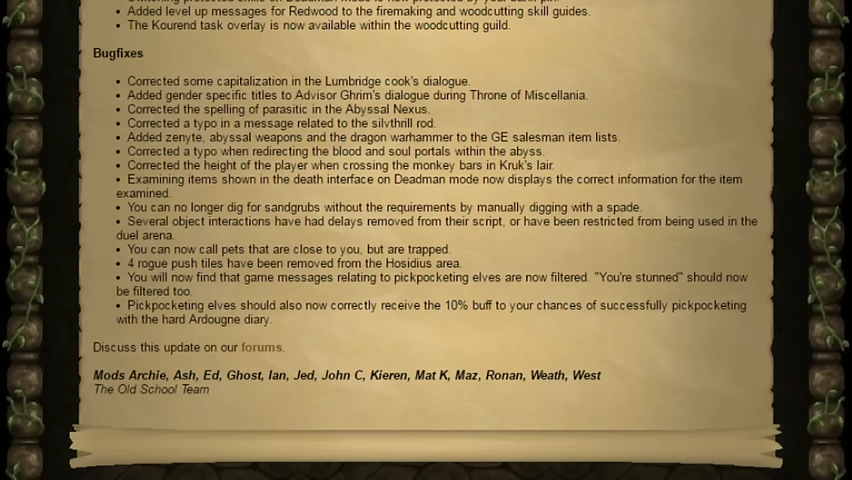 • Added level up messages for Redwood to the firemaking and woodcutting skill guides.
• The Kourend task overlay is now available within the woodcutting guild.
Bugfixes
• Corrected some capitalization in the Lumbridge cook's dialogue.
• Added gender specific titles to Advisor Ghrim's dialogue during Throne of Miscellania.
• Corrected the spelling of parasitic in the Abyssal Nexus.
• Corrected a typo in a message related to the silvthrill rod.
• Added zenyte, abyssal weapons and the dragon warhammer to the GE salesman item lists.
• Corrected a typo when redirecting the blood and soul portals within the abyss.
• Corrected the height of the player when crossing the monkey bars in Kruk's lair.
• Examining items shown in the death interface on Deadman mode now displays the correct information for the item
examined.
• You can no longer dig for sandgrubs without the requirements by manually digging with a spade.
• Several object interactions have had delays removed from their script, or have been restricted from being used in the
duel arena.
• You can now call pets that are close to you, but are trapped.
• 4 rogue push tiles have been removed from the Hosidius area.
• You will now find that game messages relating to pickpocketing elves are now filtered. "You're stunned" should now
be filtered too.
• Pickpocketing elves should also now correctly receive the 10% buff to your chances of successfully pickpocketing
with the hard Ardougne diary.
Discuss this update on our forums.
Mods Archie, Ash, Ed, Ghost, Ian, Jed, John C, Kieren, Mat K, Maz, Ronan, Weath, West
The Old School Team